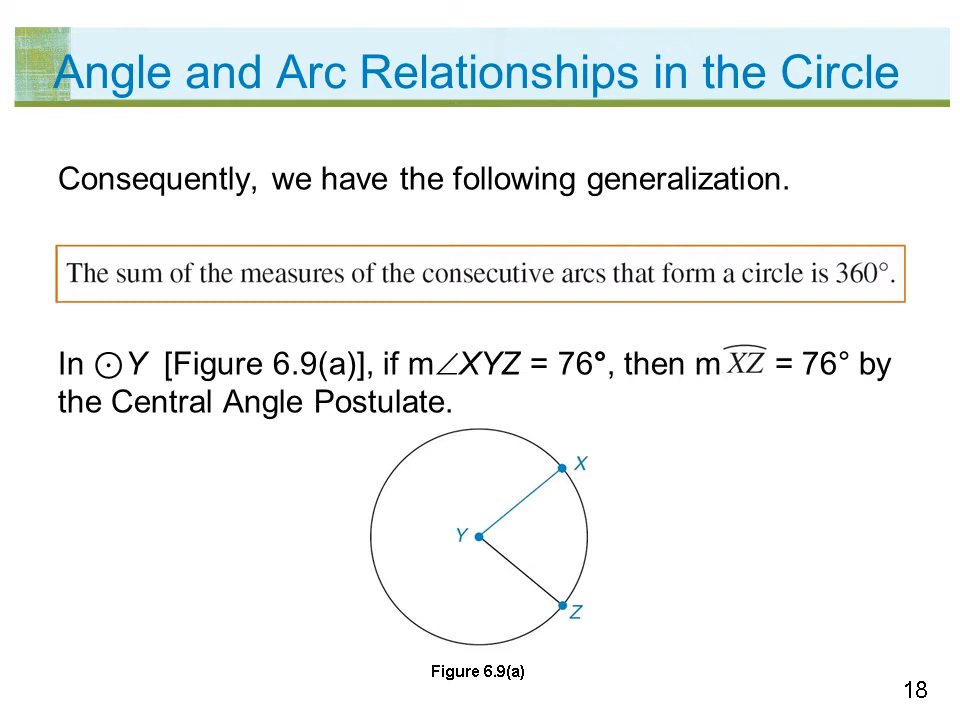 Angle and Arc Relationships in the Circle
Consequently, we have the following generalization.
The sum of the measures of the consecutive arcs that form a circle is 360°.
In ⨀Y [Figure 6.9(a)], if m∠XYZ = 76°, then m X͡Z = 76° by
the Central Angle Postulate.
X
Y
Z
Figure 6.9(a)
18